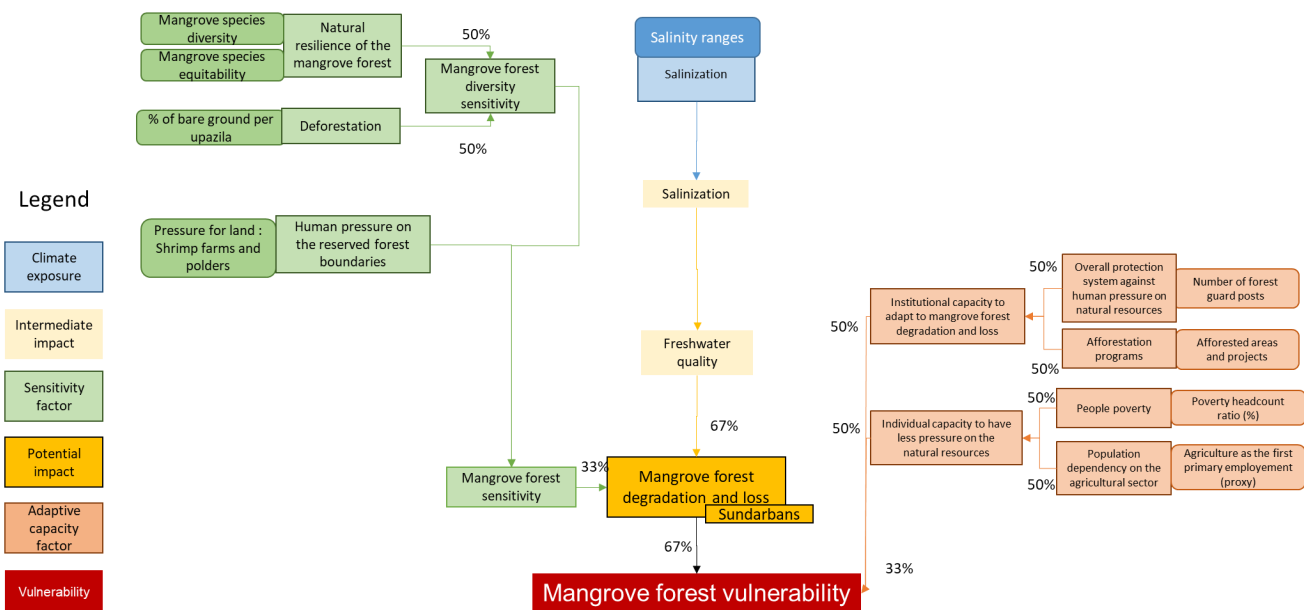 Mangrove species
diversity
Mangrove species
equitability
Natural
resilience of the
mangrove forest
50%
Mangrove forest
diversity
sensitivity
% of bare ground per
upazila
Deforestation
50%
Salinity ranges
Salinization
Salinization
Legend
Climate
exposure
Intermediate
impact
Sensitivity
factor
Potential
impact
Adaptive
capacity
factor
Vulnerability
Pressure for land :
Shrimp farms and
polders
Human pressure on
the reserved forest
boundaries
Freshwater
quality
67%
Mangrove forest
sensitivity
33%
Mangrove forest
degradation and loss
Sundarbans
67%
Mangrove forest vulnerability
33%
50%
Institutional capacity to
adapt to mangrove forest
degradation and loss
50%
Overall protection
system against
human pressure on
natural resources
Number of forest
guard posts
Afforestation
programs
Afforested areas
and projects
50%
50%
Individual capacity to have
less pressure on the
natural resources
50%
People poverty
Poverty headcount
ratio (%)
Population
dependency on the
agricultural sector
Agriculture as the first
primary employement
(proxy)
50%